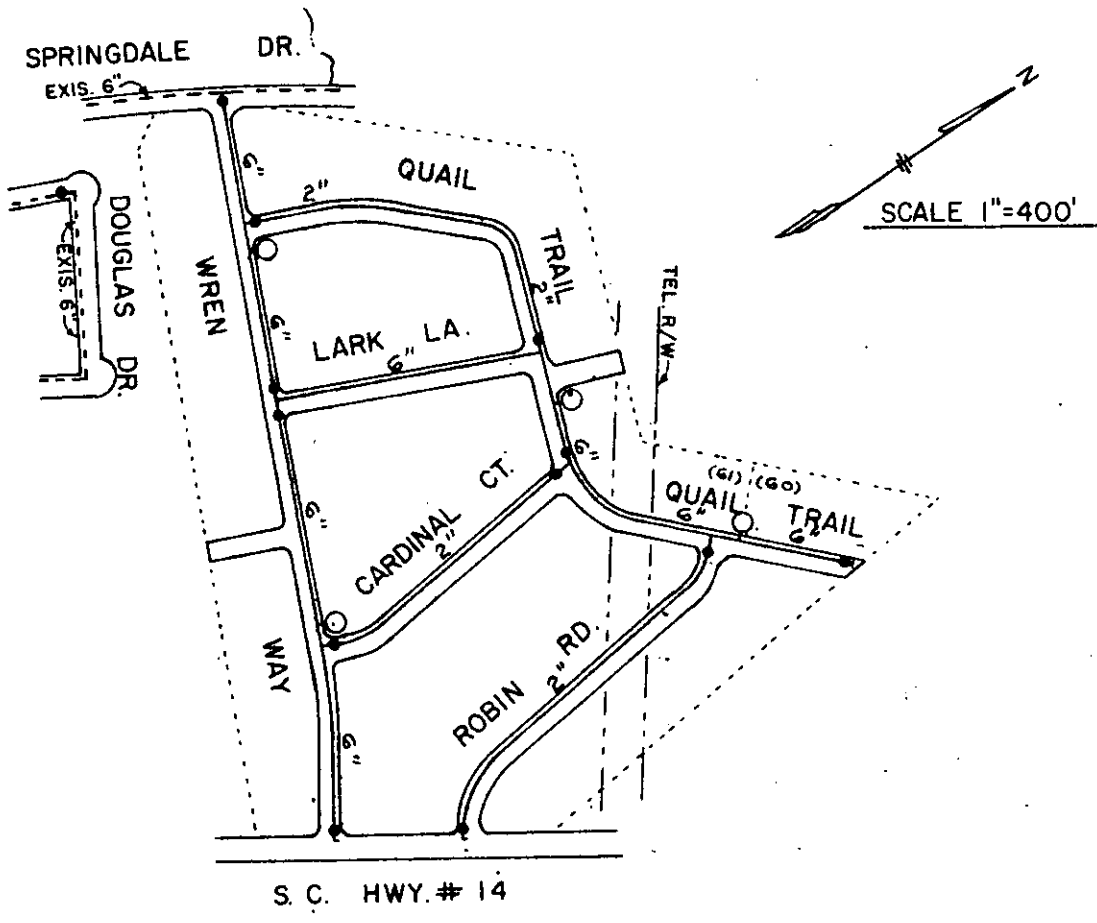 SPRINGDALE DR.
EXIS. 6"
N
SCALE 1"=400'
QUAIL
TRAIL
6"
2"
2"
DOUGLAS DR.
EXIS. 6"
WREN
WAY
TEL. R/W
6"
LARK LA.
6"
6"
6"
CARDINAL CT.
2"
(61) (60)
QUAIL TRAIL
6" 6"
ROBIN RD.
2"
6"
S. C. HWY. # 14